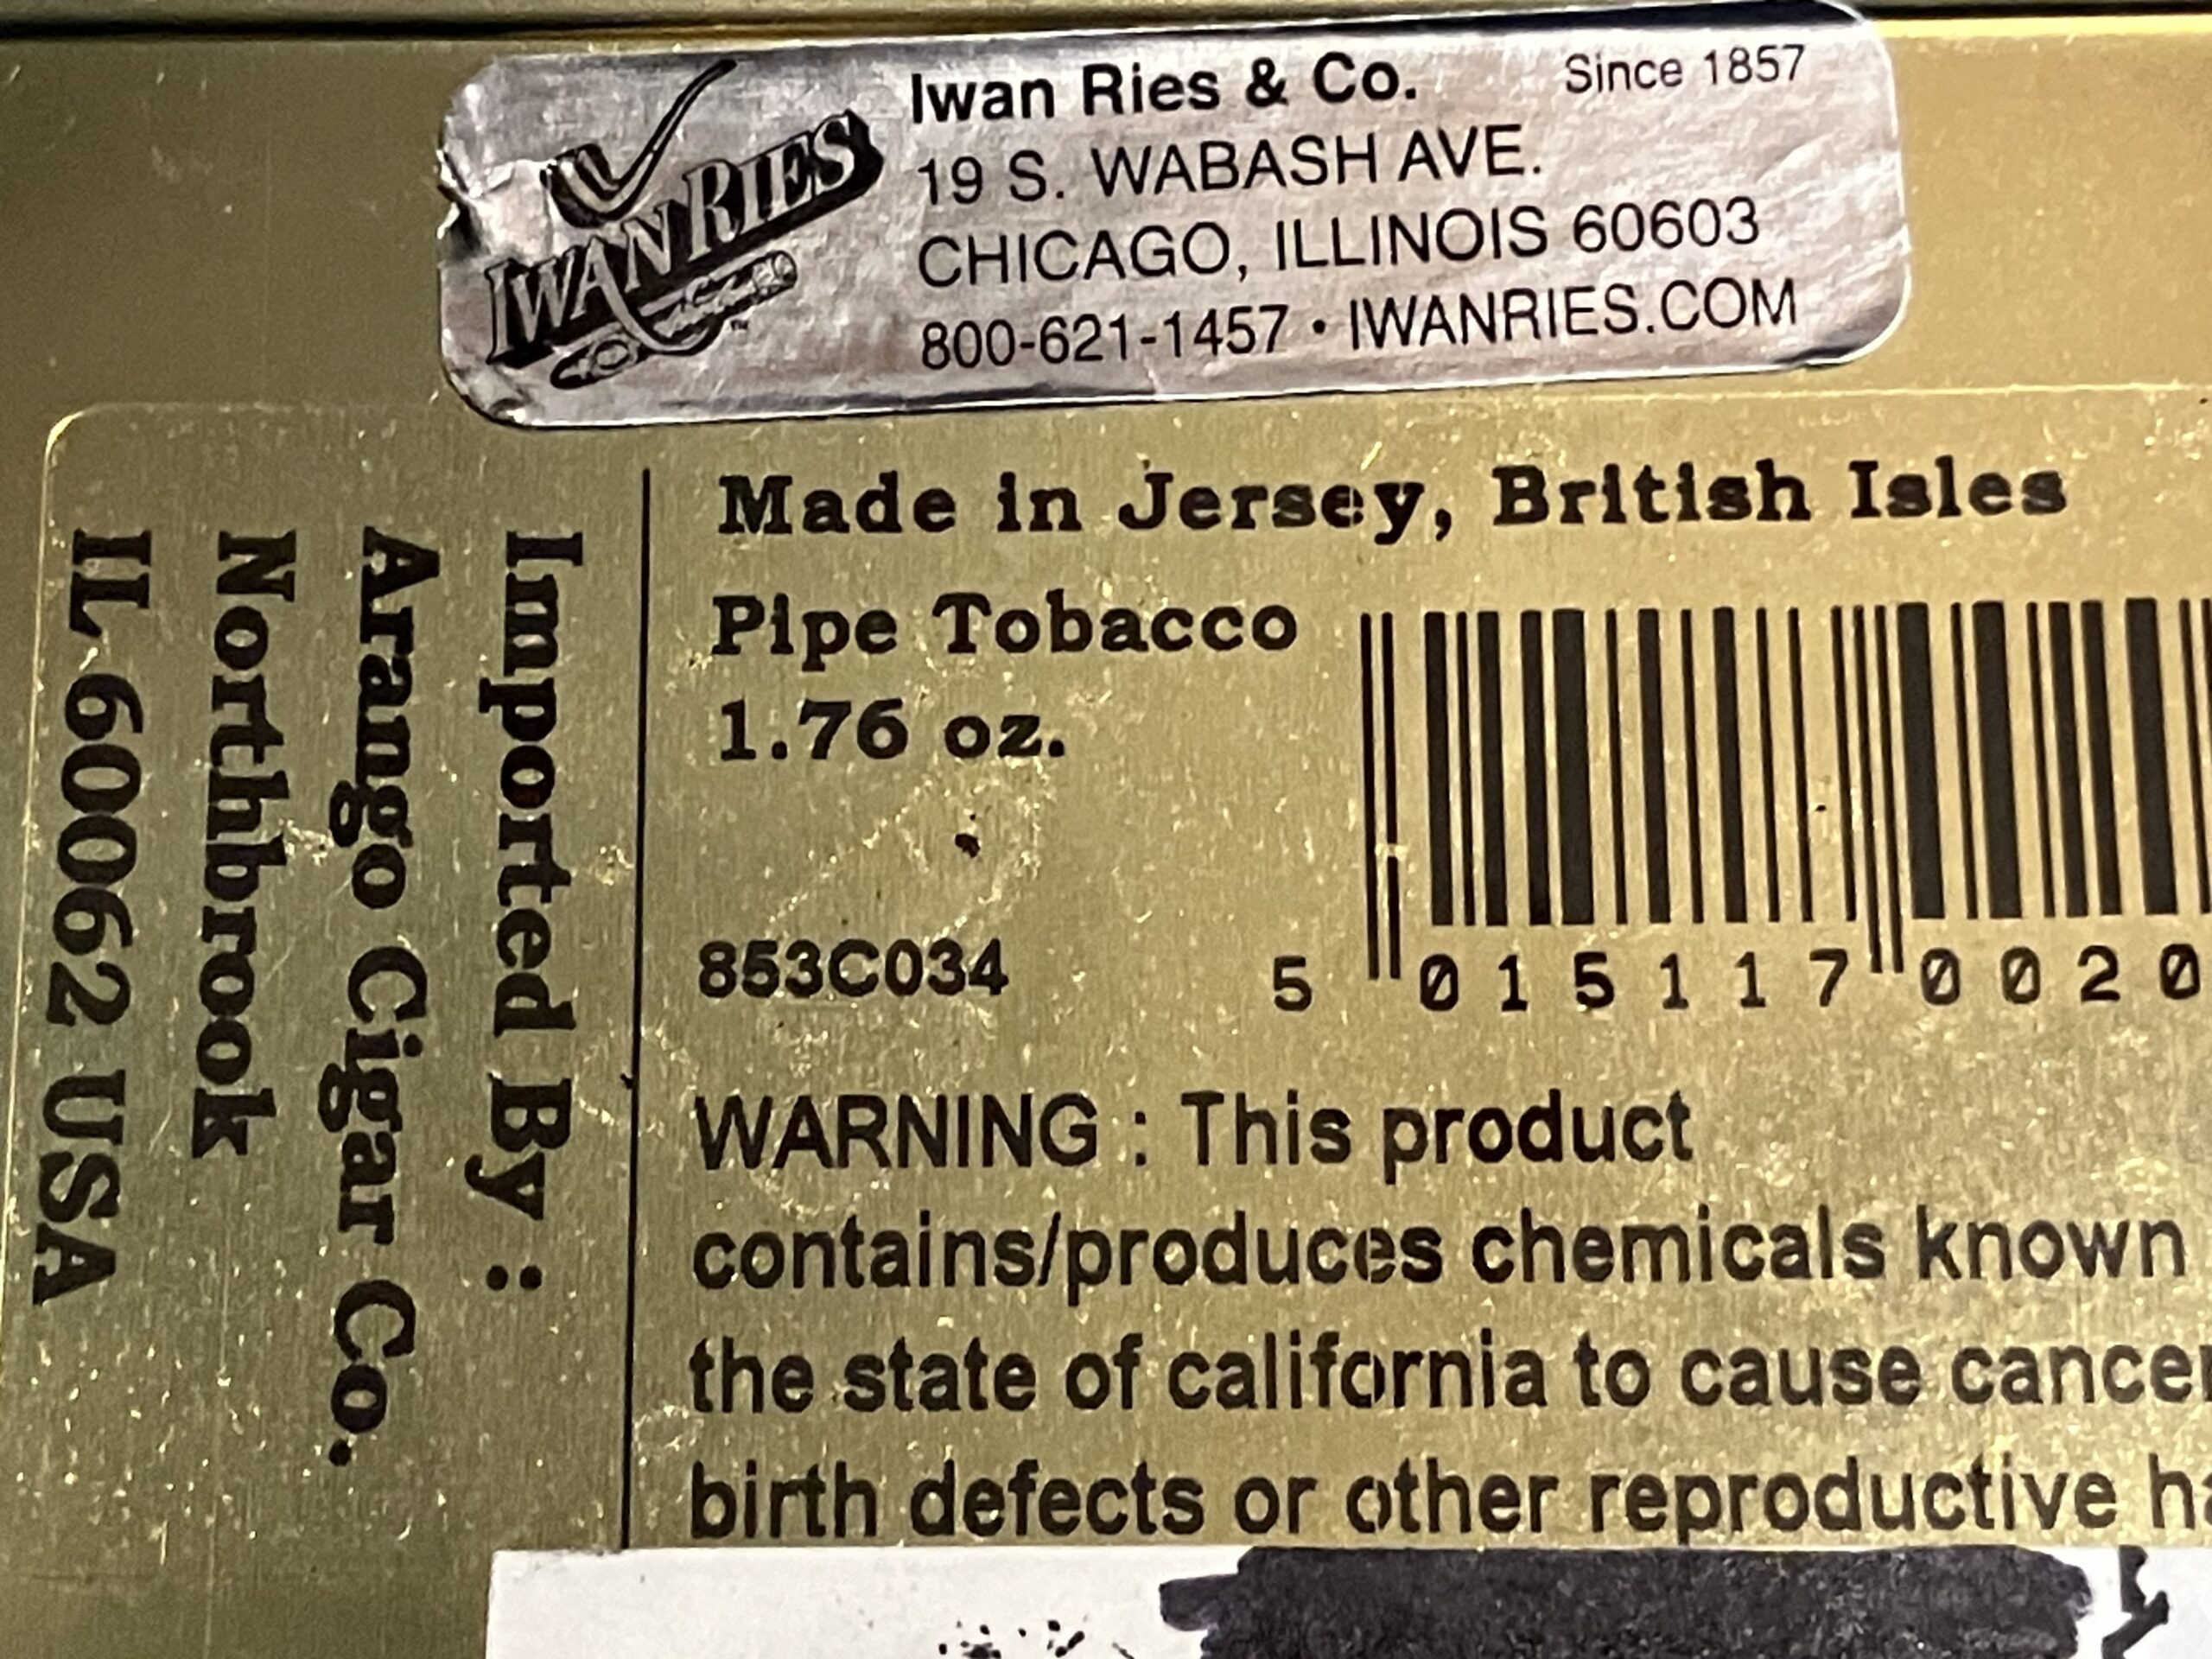 IWAN RIES
Iwan Ries & Co. Since 1857
19 S. WABASH AVE.
CHICAGO, ILLINOIS 60603
800-621-1457 • IWANRIES.COM
Imported By :
Arango Cigar Co.
Northbrook
IL 60062 USA
Made in Jersey, British Isles
Pipe Tobacco
1.76 oz.
853C034
5 015117 0020
WARNING : This product
contains/produces chemicals known
the state of california to cause cancer
birth defects or other reproductive